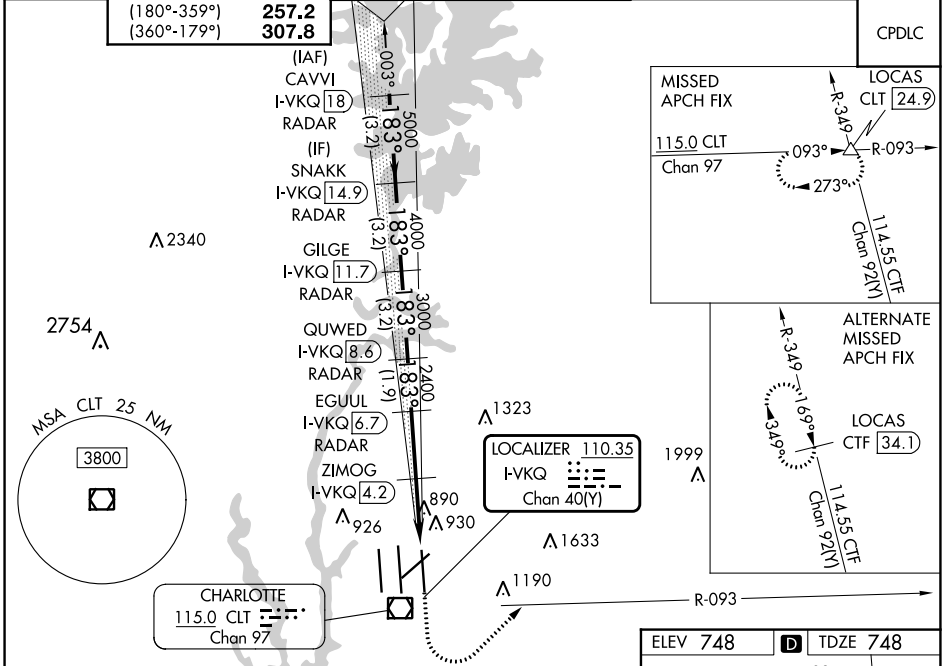 (180°-359°) 257.2
(360°-179°) 307.8
CPDLC
(IAF)
CAVVI
I-VKQ 18
RADAR
(IF)
SNAKK
I-VKQ 14.9
RADAR
GILGE
I-VKQ 11.7
RADAR
QUWED
I-VKQ 8.6
RADAR
EGUUL
I-VKQ 6.7
RADAR
ZIMOG
I-VKQ 4.2
003°
183°
5000
(3.2)
183°
4000
(3.2)
183°
3000
(3.2)
183°
2400
(1.9)
2340
2754
1323
1999
890
930
926
1633
1190
MSA CLT 25 NM
3800
LOCALIZER 110.35
I-VKQ
Chan 40(Y)
CHARLOTTE
115.0 CLT
Chan 97
R-093
MISSED
APCH FIX
LOCAS
CLT 24.9
R-349
115.0 CLT
Chan 97
093°
R-093
273°
114.55 CTF
Chan 92(Y)
ALTERNATE
MISSED
APCH FIX
R-349
169°
349°
LOCAS
CTF 34.1
114.55 CTF
Chan 92(Y)
ELEV 748 D TDZE 748